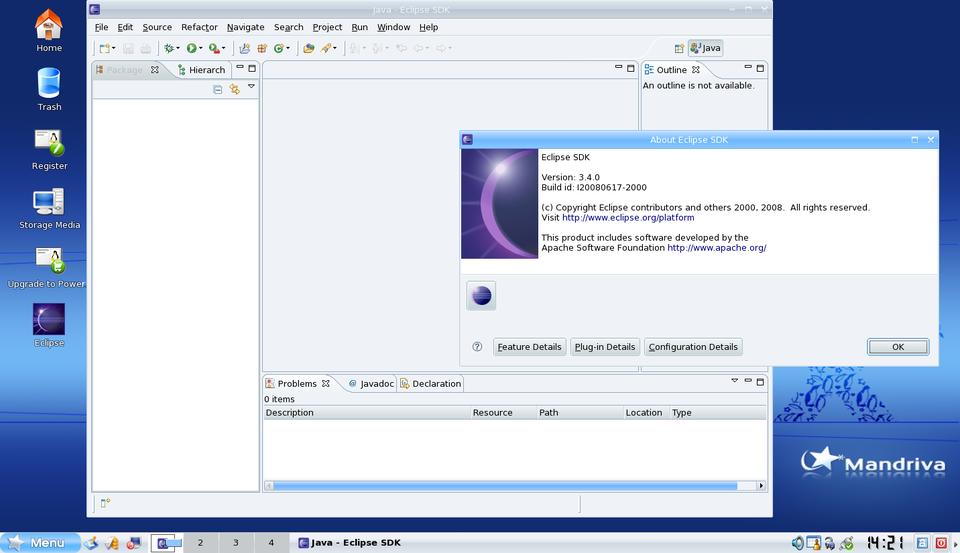 Java - Eclipse SDK
File Edit Source Refactor Navigate Search Project Run Window Help
Java
Package Hierarch
Outline
An outline is not available.
Home
Trash
Register
Storage Media
Upgrade to Power
Eclipse
About Eclipse SDK
Eclipse SDK
Version: 3.4.0
Build id: I20080617-2000
(c) Copyright Eclipse contributors and others 2000, 2008. All rights reserved.
Visit http://www.eclipse.org/platform
This product includes software developed by the
Apache Software Foundation http://www.apache.org/
? Feature Details Plug-in Details Configuration Details OK
Problems @ Javadoc Declaration
0 items
Description Resource Path Location Type
Mandriva
Menu 2 3 4 Java - Eclipse SDK 14:21